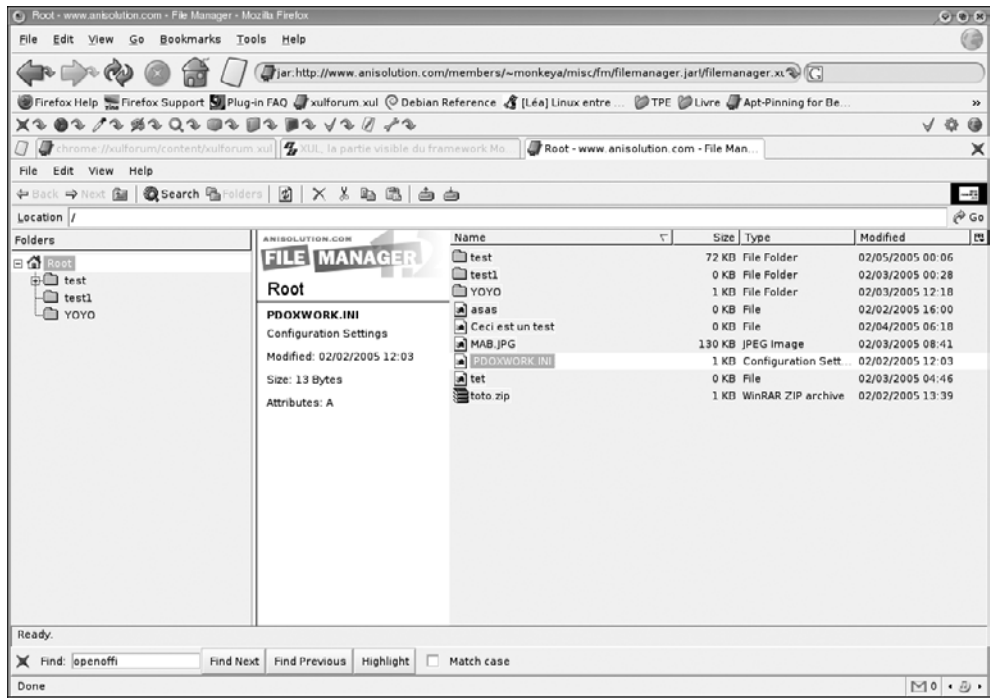 Root - www.anisolution.com - File Manager - Mozilla Firefox
File Edit View Go Bookmarks Tools Help
jar:http://www.anisolution.com/members/~monkeya/misc/fm/filemanager.jar!/filemanager.xu
Firefox Help Firefox Support Plug-in FAQ xulforum.xul Debian Reference [Léa] Linux entre ... TPE Livre Apt-Pinning for Be...
chrome://xulforum/content/xulforum.xul XUL, la partie visible du framework Mo... Root - www.anisolution.com - File Man...
File Edit View Help
Back Next Search Folders
Location / Go
Folders
Root
test
test1
YOYO
ANISOLUTION.COM
FILE MANAGER
Root
PDOXWORK.INI
Configuration Settings
Modified: 02/02/2005 12:03
Size: 13 Bytes
Attributes: A
Name Size Type Modified
test 72 KB File Folder 02/05/2005 00:06
test1 0 KB File Folder 02/03/2005 00:28
YOYO 1 KB File Folder 02/03/2005 12:18
asas 0 KB File 02/02/2005 16:00
Ceci est un test 0 KB File 02/04/2005 06:18
MAB.JPG 130 KB JPEG Image 02/03/2005 08:41
PDOXWORK.INI 1 KB Configuration Sett... 02/02/2005 12:03
tet 0 KB File 02/03/2005 04:46
toto.zip 1 KB WinRAR ZIP archive 02/02/2005 13:39
Ready.
Find: openoffi Find Next Find Previous Highlight Match case
Done 0